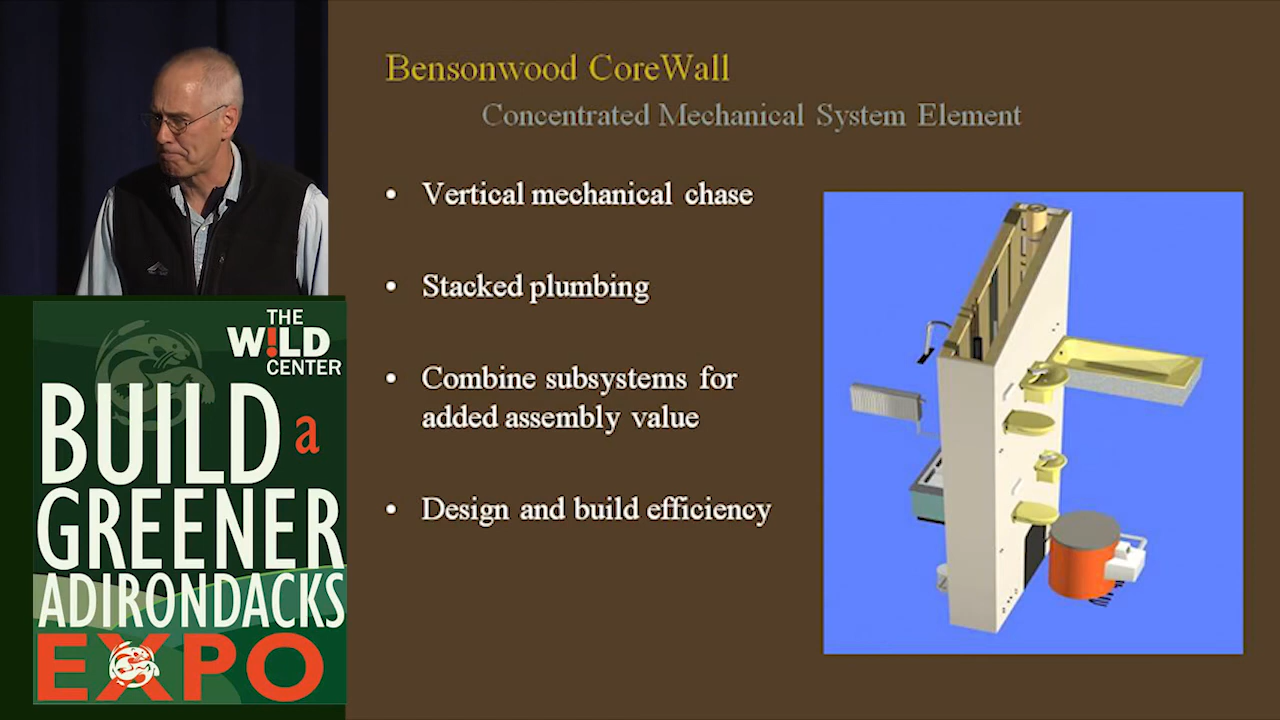 Bensonwood CoreWall
Concentrated Mechanical System Element
• Vertical mechanical chase
• Stacked plumbing
• Combine subsystems for
added assembly value
• Design and build efficiency
THE
W!LD
CENTER
BUILD a
GREENER
ADIRONDACKS
EXPO